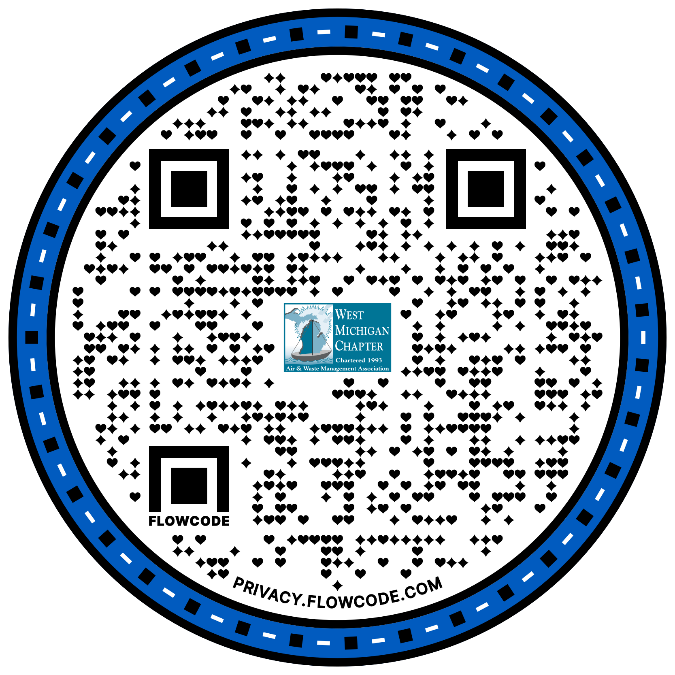 WEST
MICHIGAN
CHAPTER
Chartered 1993
Air & Waste Management Association
FLOWCODE
PRIVACY.FLOWCODE.COM